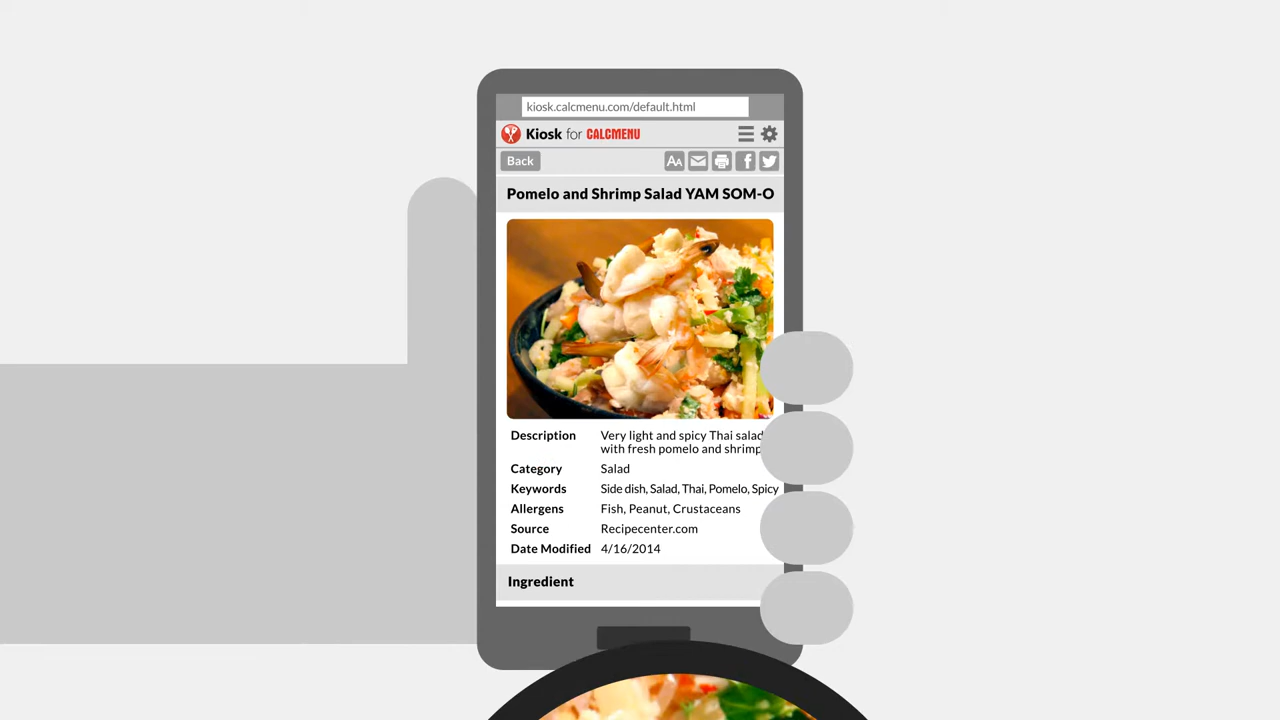 kiosk.calcmenu.com/default.html
Kiosk for CALCMENU
Back
AA
Pomelo and Shrimp Salad YAM SOM-O
Description Very light and spicy Thai salad
with fresh pomelo and shrimp
Category Salad
Keywords Side dish, Salad, Thai, Pomelo, Spicy
Allergens Fish, Peanut, Crustaceans
Source Recipecenter.com
Date Modified 4/16/2014
Ingredient